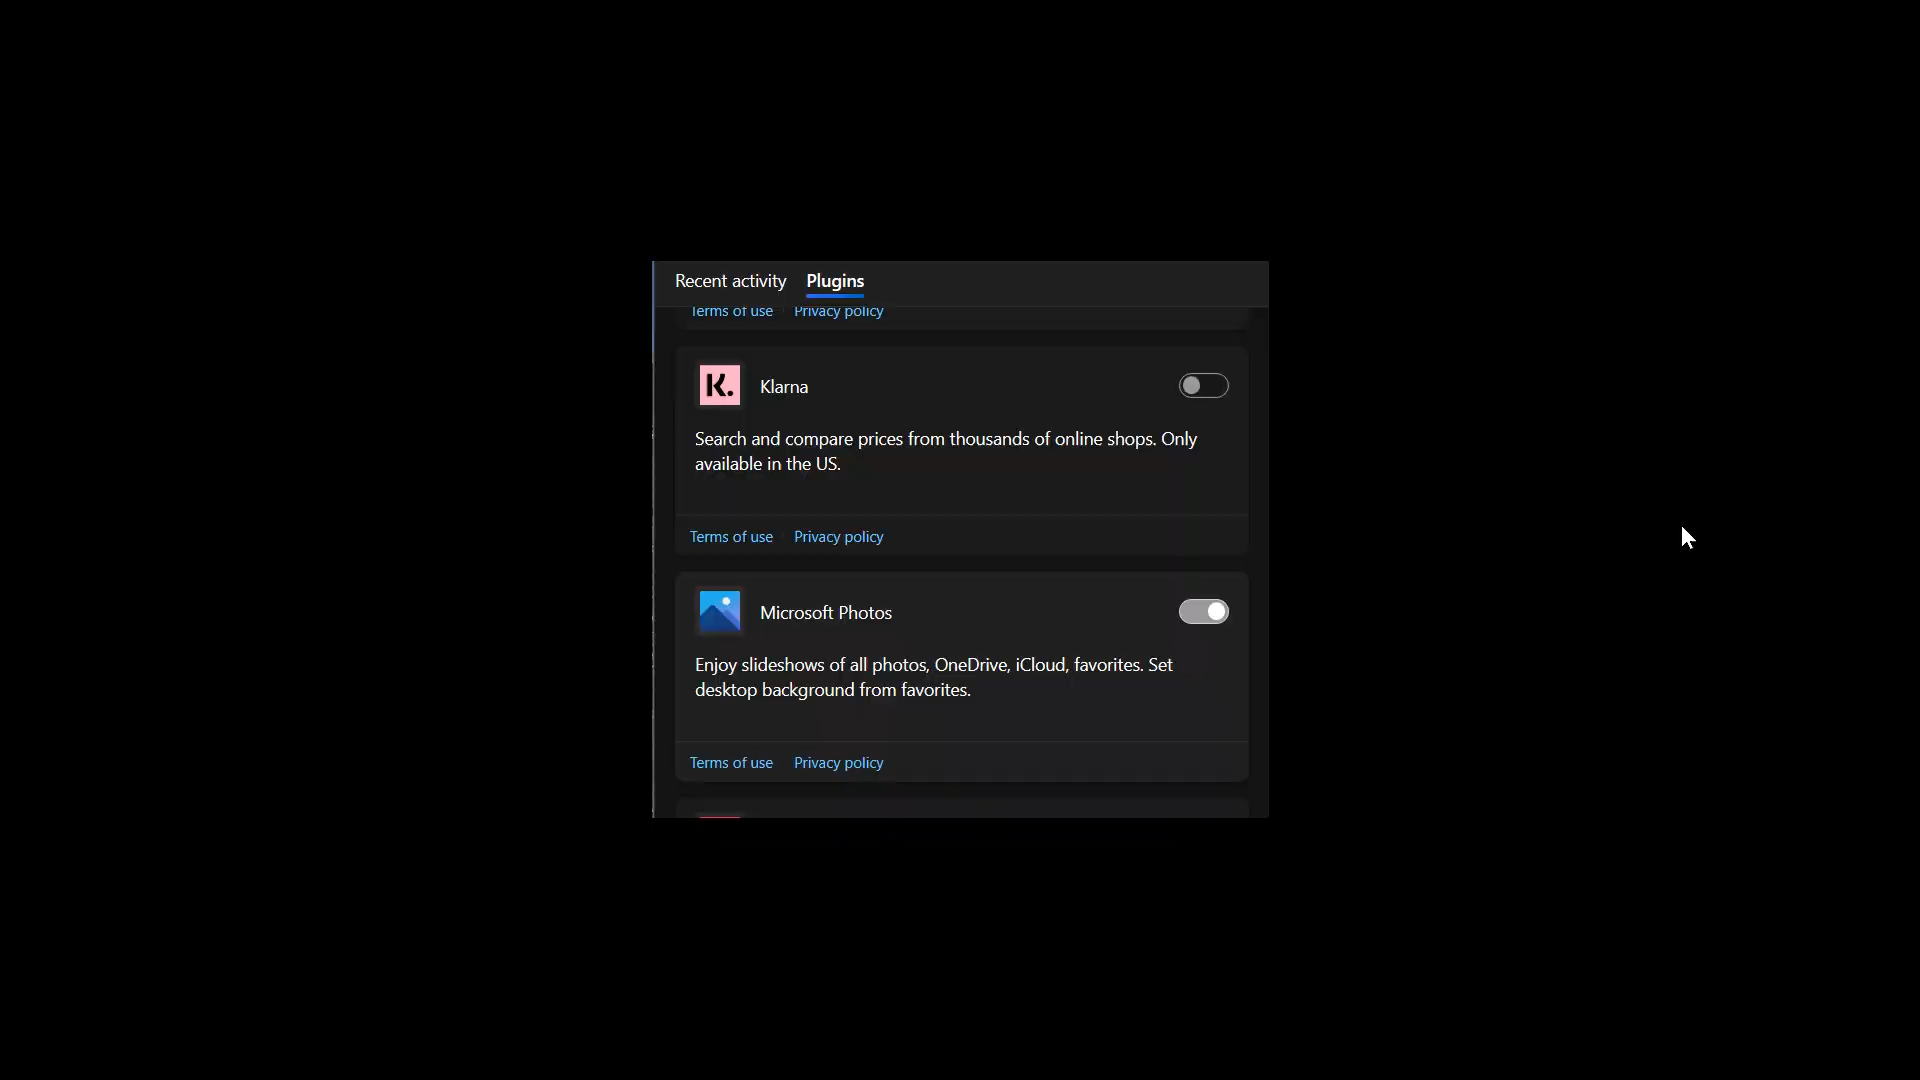 Recent activity Plugins
Terms of use Privacy policy
K. Klarna
Search and compare prices from thousands of online shops. Only
available in the US.
Terms of use Privacy policy
Microsoft Photos
Enjoy slideshows of all photos, OneDrive, iCloud, favorites. Set
desktop background from favorites.
Terms of use Privacy policy